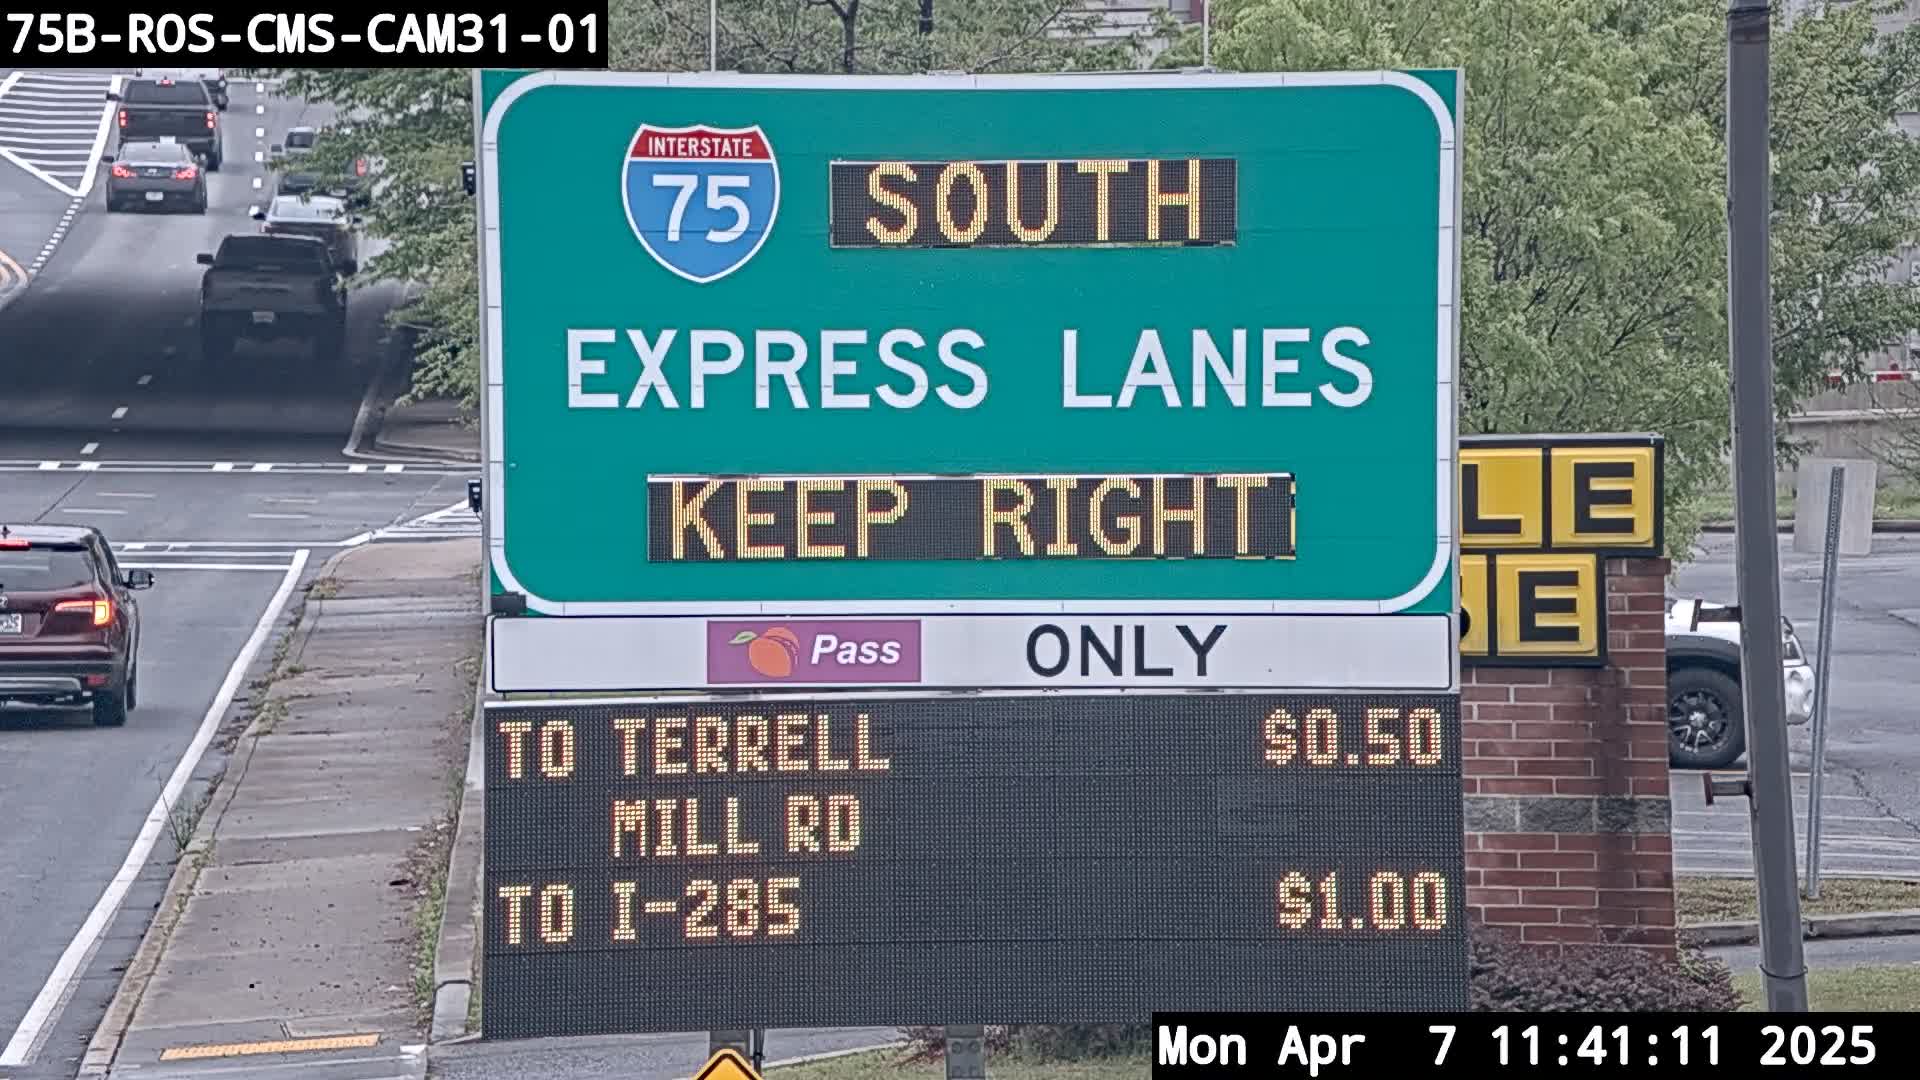 75B-ROS-CMS-CAM31-01
INTERSTATE
75
SOUTH
EXPRESS LANES
KEEP RIGHT
LE
E
Pass ONLY
TO TERRELL $0.50
MILL RD
TO I-285 $1.00
Mon Apr 7 11:41:11 2025